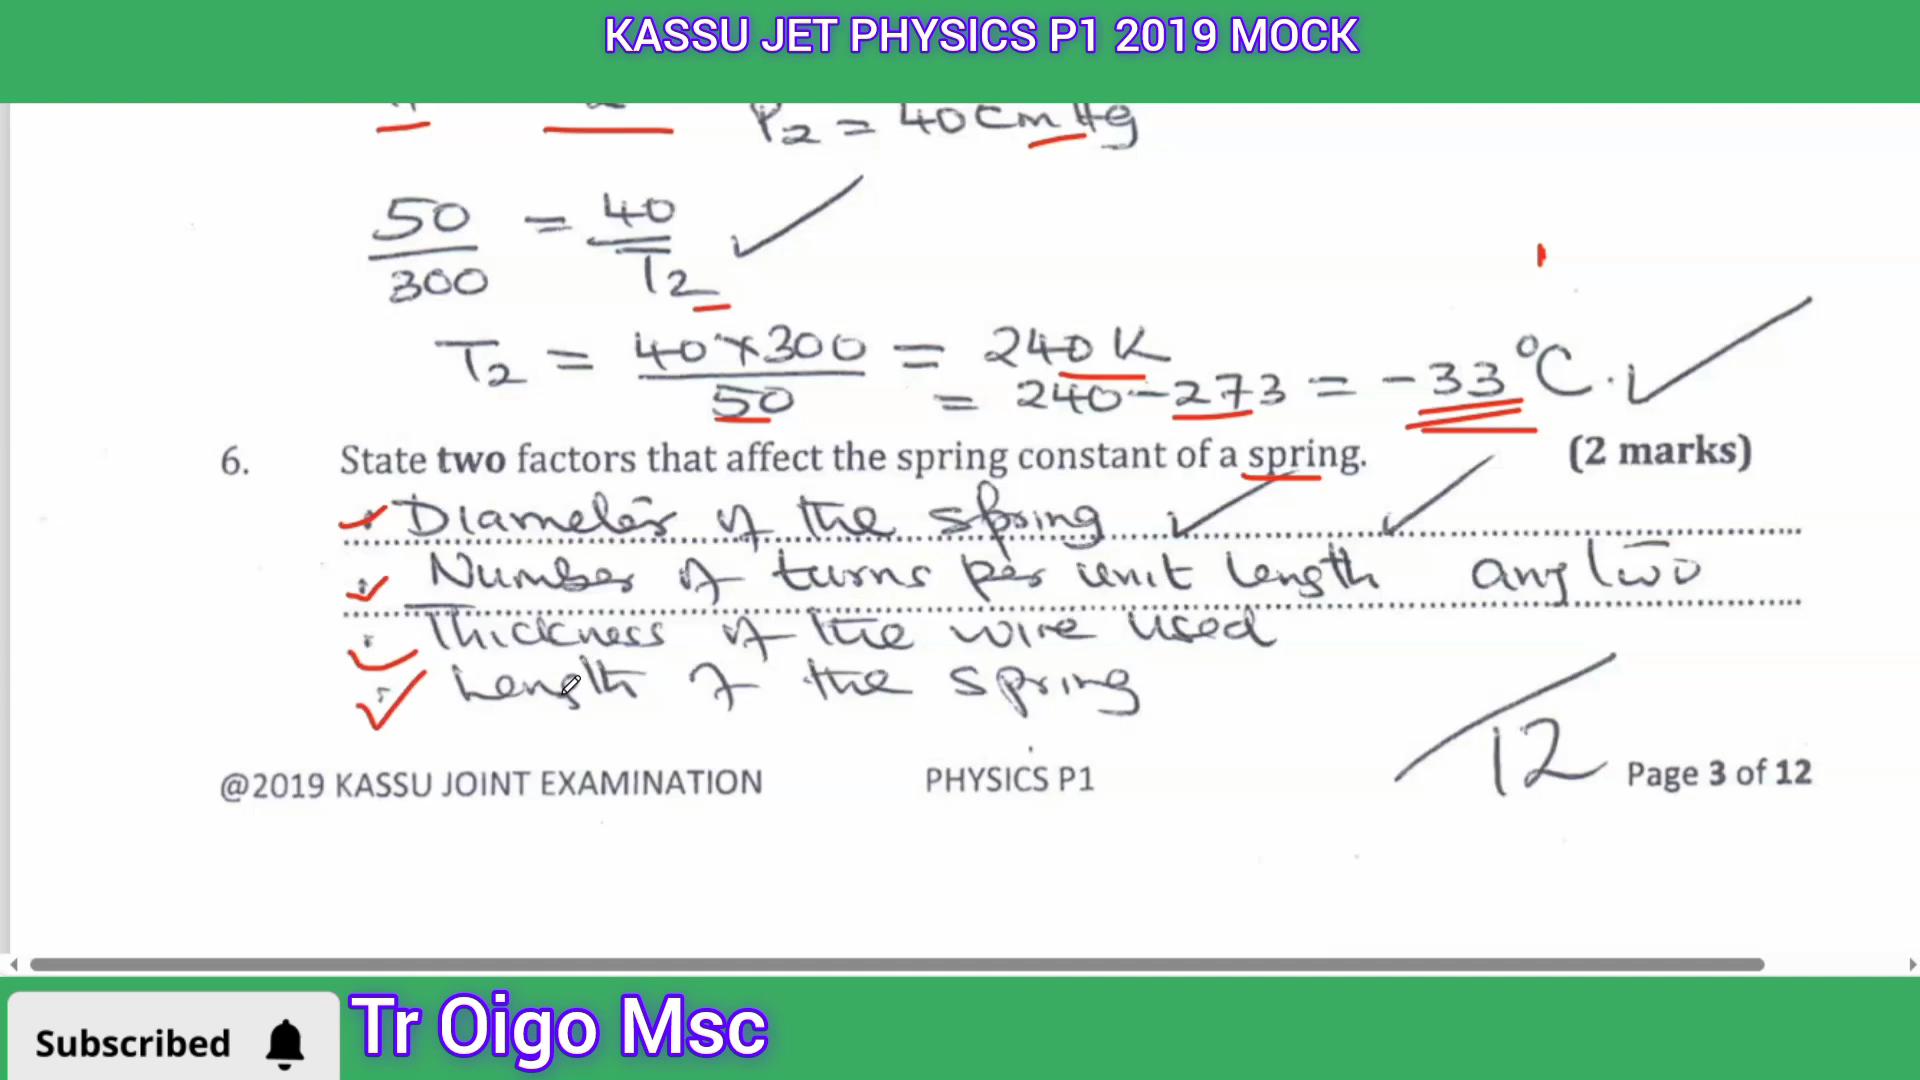 KASSU JET PHYSICS P1 2019 MOCK
P2 = 40 cm Hg
50/300 = 40/T2
T2 = 40 × 300 / 50 = 240 K
= 240 - 273 = -33 °C.
6. State two factors that affect the spring constant of a spring. (2 marks)
Diameter of the spring
Number of turns per unit length any two
Thickness of the wire used
Length of the spring
12
@2019 KASSU JOINT EXAMINATION PHYSICS P1 Page 3 of 12
Subscribed Tr Oigo Msc